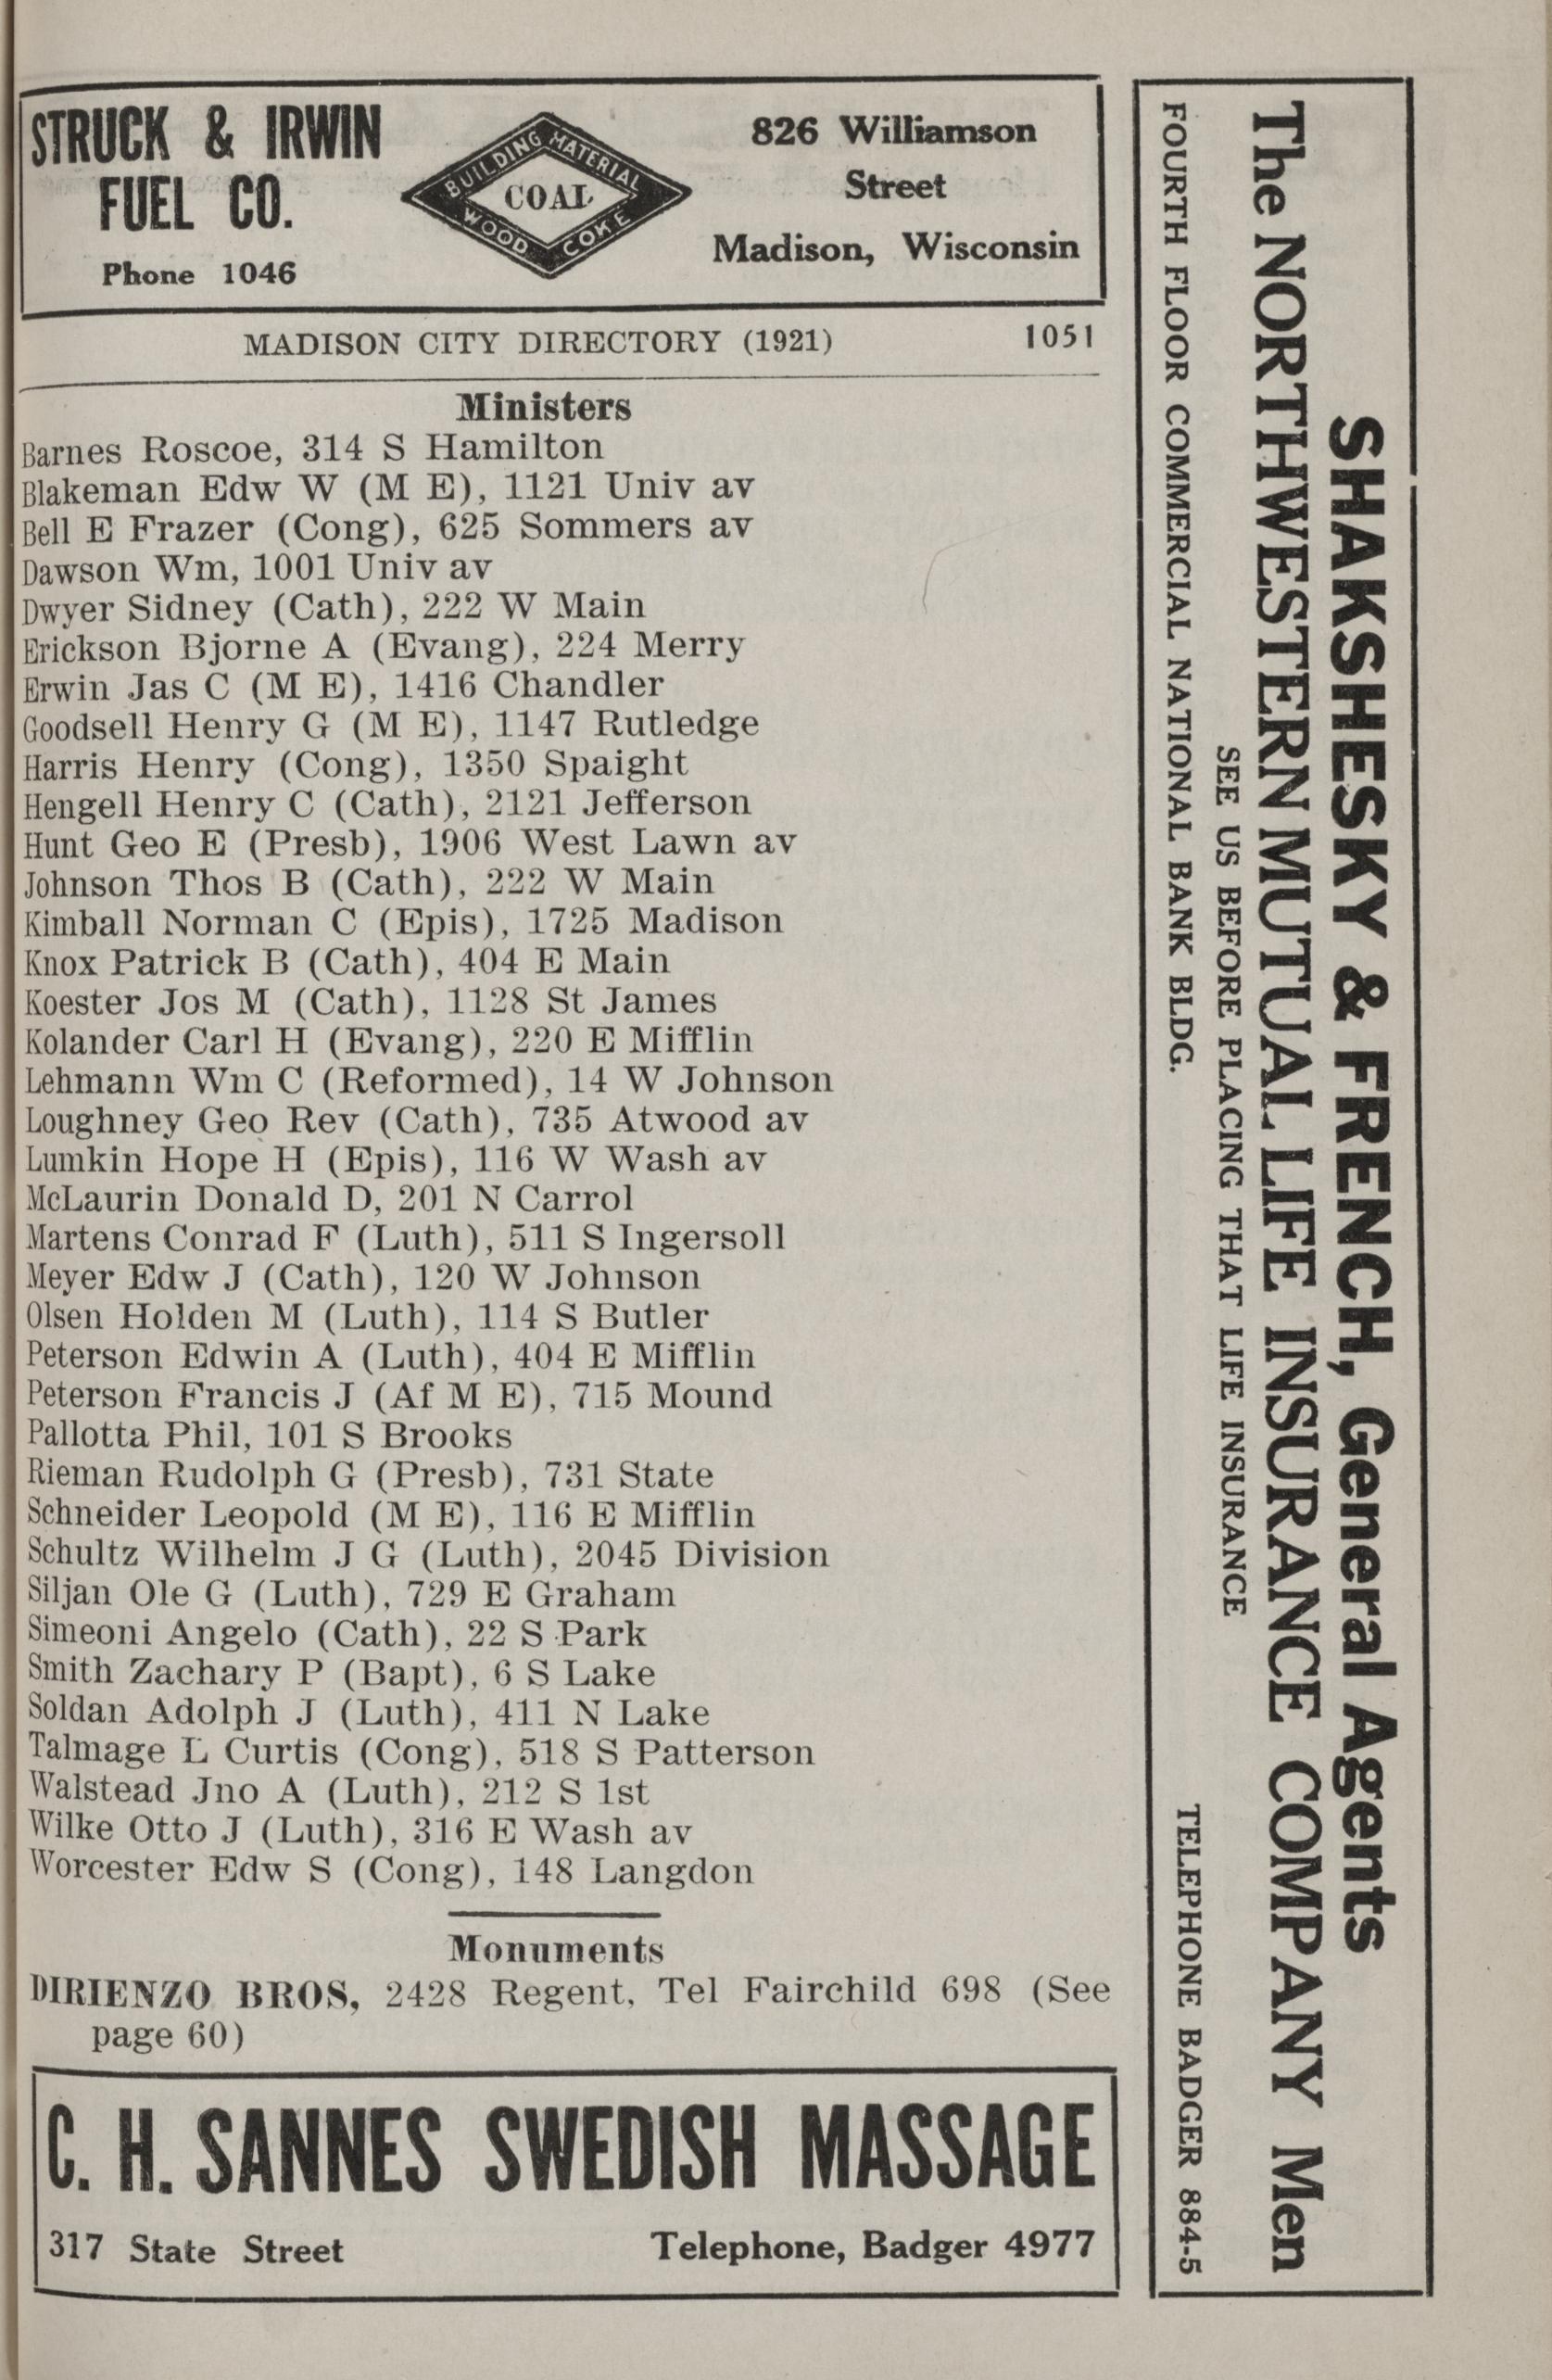 STRUCK & IRWIN
FUEL CO.
Phone 1046
BUILDING MATERIAL
COAL
WOOD COKE
826 Williamson
Street
Madison, Wisconsin
MADISON CITY DIRECTORY (1921) 1051
Ministers
Barnes Roscoe, 314 S Hamilton
Blakeman Edw W (M E), 1121 Univ av
Bell E Frazer (Cong), 625 Sommers av
Dawson Wm, 1001 Univ av
Dwyer Sidney (Cath), 222 W Main
Erickson Bjorne A (Evang), 224 Merry
Erwin Jas C (M E), 1416 Chandler
Goodsell Henry G (M E), 1147 Rutledge
Harris Henry (Cong), 1350 Spaight
Hengell Henry C (Cath), 2121 Jefferson
Hunt Geo E (Presb), 1906 West Lawn av
Johnson Thos B (Cath), 222 W Main
Kimball Norman C (Epis), 1725 Madison
Knox Patrick B (Cath), 404 E Main
Koester Jos M (Cath), 1128 St James
Kolander Carl H (Evang), 220 E Mifflin
Lehmann Wm C (Reformed), 14 W Johnson
Loughney Geo Rev (Cath), 735 Atwood av
Lumkin Hope H (Epis), 116 W Wash av
McLaurin Donald D, 201 N Carrol
Martens Conrad F (Luth), 511 S Ingersoll
Meyer Edw J (Cath), 120 W Johnson
Olsen Holden M (Luth), 114 S Butler
Peterson Edwin A (Luth), 404 E Mifflin
Peterson Francis J (Af M E), 715 Mound
Pallotta Phil, 101 S Brooks
Rieman Rudolph G (Presb), 731 State
Schneider Leopold (M E), 116 E Mifflin
Schultz Wilhelm J G (Luth), 2045 Division
Siljan Ole G (Luth), 729 E Graham
Simeoni Angelo (Cath), 22 S Park
Smith Zachary P (Bapt), 6 S Lake
Soldan Adolph J (Luth), 411 N Lake
Talmage L Curtis (Cong), 518 S Patterson
Walstead Jno A (Luth), 212 S 1st
Wilke Otto J (Luth), 316 E Wash av
Worcester Edw S (Cong), 148 Langdon
Monuments
DIRIENZO BROS, 2428 Regent, Tel Fairchild 698 (See
page 60)
C. H. SANNES SWEDISH MASSAGE
317 State Street Telephone, Badger 4977
SHAKSHESKY & FRENCH, General Agents
The NORTHWESTERN MUTUAL LIFE INSURANCE COMPANY Men
SEE US BEFORE PLACING THAT LIFE INSURANCE
FOURTH FLOOR COMMERCIAL NATIONAL BANK BLDG. TELEPHONE BADGER 884-5